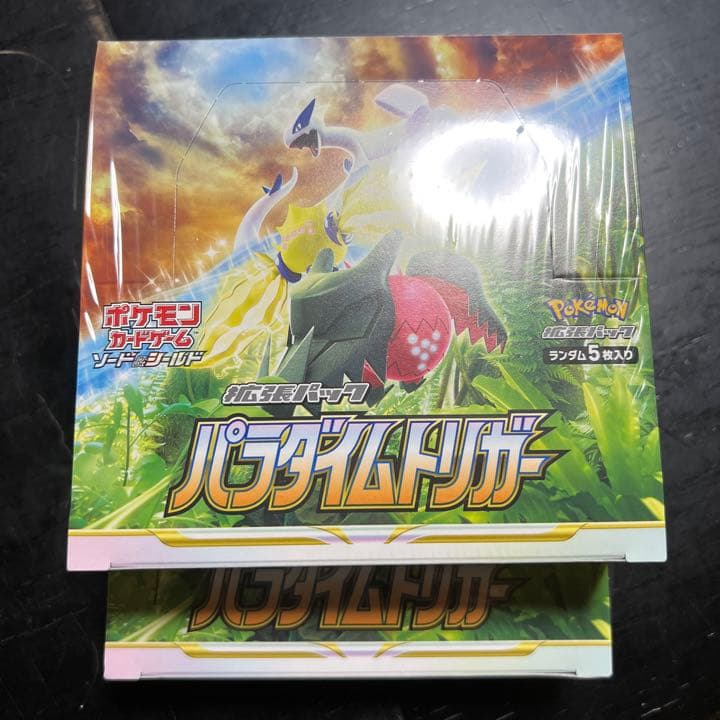 ポケモン
カードゲーム
ソード&シールド
Pokémon
拡張パック
ランダム5枚入り
拡張パック
パラダイムトリガー
パラダイムトリガー